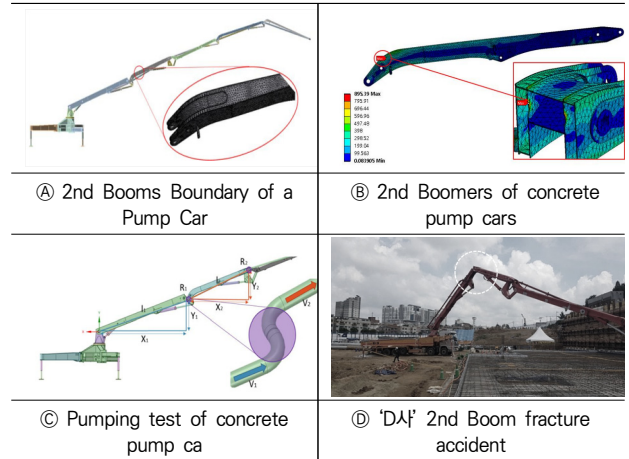 895.39 Max
795.91
696.44
596.96
497.49
398
298.52
199.04
99.563
0.083905 Min
Ⓐ 2nd Booms Boundary of a
Pump Car
Ⓑ 2nd Boomers of concrete
pump cars
R₁
R₂
I₁
I₂
Y₁
Y₂
X₁
X₂
V₁
V₂
Ⓒ Pumping test of concrete
pump ca
Ⓓ 'D사' 2nd Boom fracture
accident